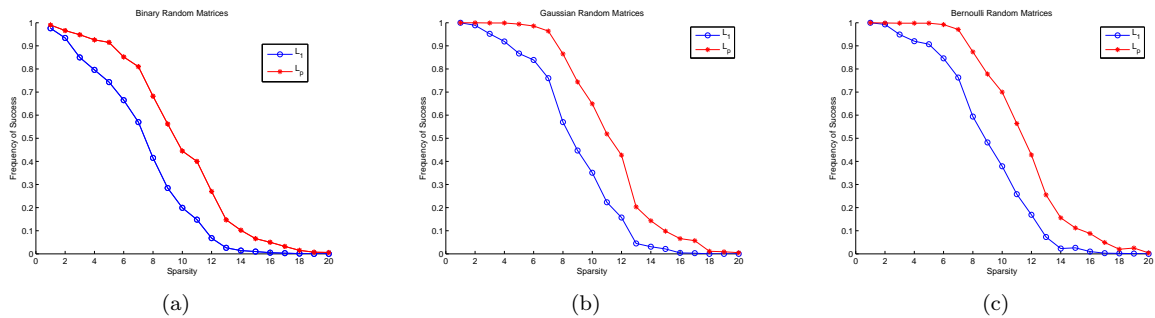 Binary Random Matrices
1
0.9
0.8
0.7
0.6
0.5
0.4
0.3
0.2
0.1
0
Frequency of Success
L1
Lp
0 2 4 6 8 10 12 14 16 18 20
Sparsity
(a)
Gaussian Random Matrices
1
0.9
0.8
0.7
0.6
0.5
0.4
0.3
0.2
0.1
0
Frequency of Success
L1
Lp
0 2 4 6 8 10 12 14 16 18 20
Sparsity
(b)
Bernoulli Random Matrices
1
0.9
0.8
0.7
0.6
0.5
0.4
0.3
0.2
0.1
0
Frequency of Success
L1
Lp
0 2 4 6 8 10 12 14 16 18 20
Sparsity
(c)